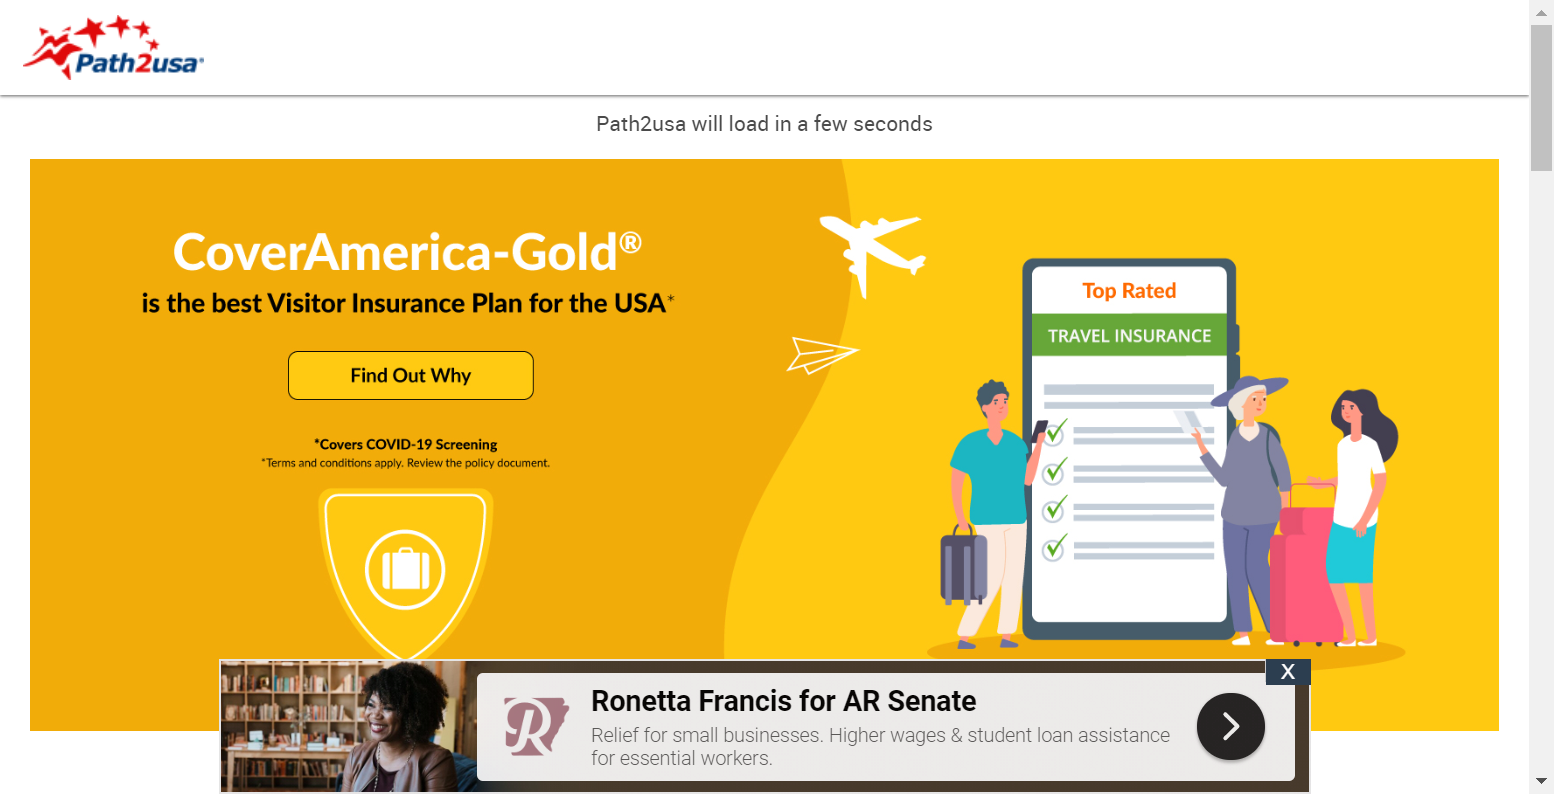 Path2usa®
Path2usa will load in a few seconds
CoverAmerica-Gold®
is the best Visitor Insurance Plan for the USA*
Find Out Why
*Covers COVID-19 Screening
*Terms and conditions apply. Review the policy document.
Top Rated
TRAVEL INSURANCE
X
R
Ronetta Francis for AR Senate
Relief for small businesses. Higher wages & student loan assistance
for essential workers.